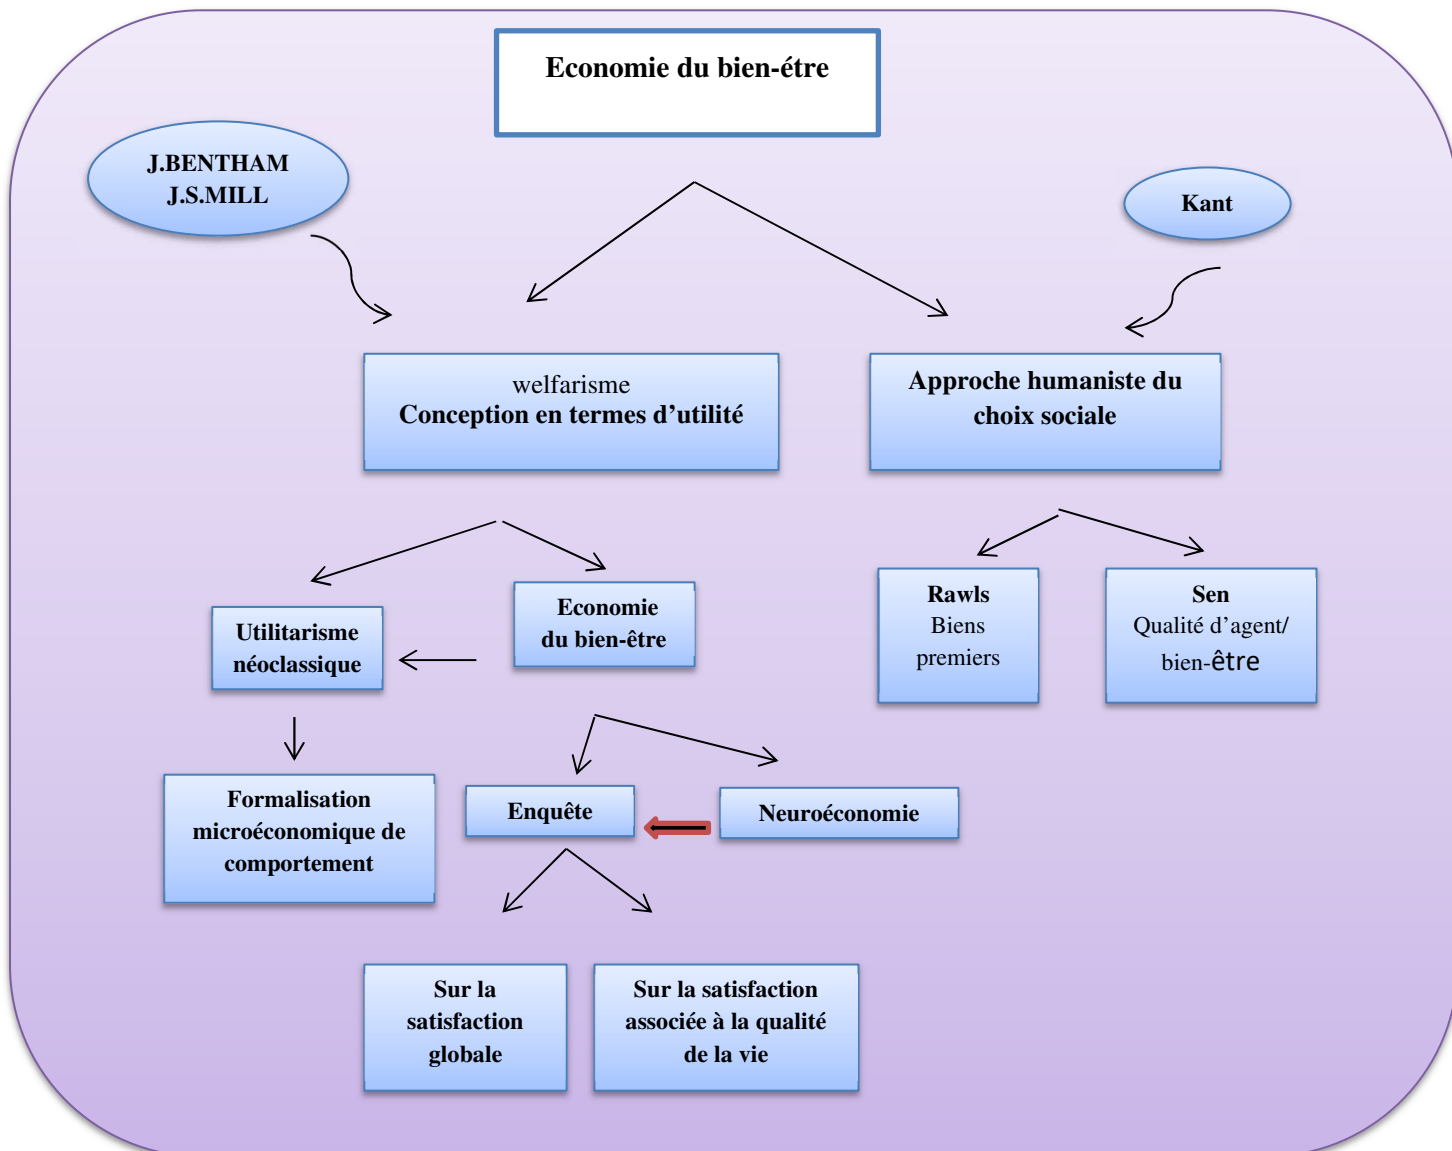 Economie du bien-étre
J.BENTHAM
J.S.MILL
Kant
welfarisme
Conception en termes d’utilité
Approche humaniste du
choix sociale
Utilitarisme
néoclassique
Economie
du bien-être
Rawls
Biens
premiers
Sen
Qualité d’agent/
bien-être
Formalisation
microéconomique de
comportement
Enquête
Neuroéconomie
Sur la
satisfaction
globale
Sur la satisfaction
associée à la qualité
de la vie